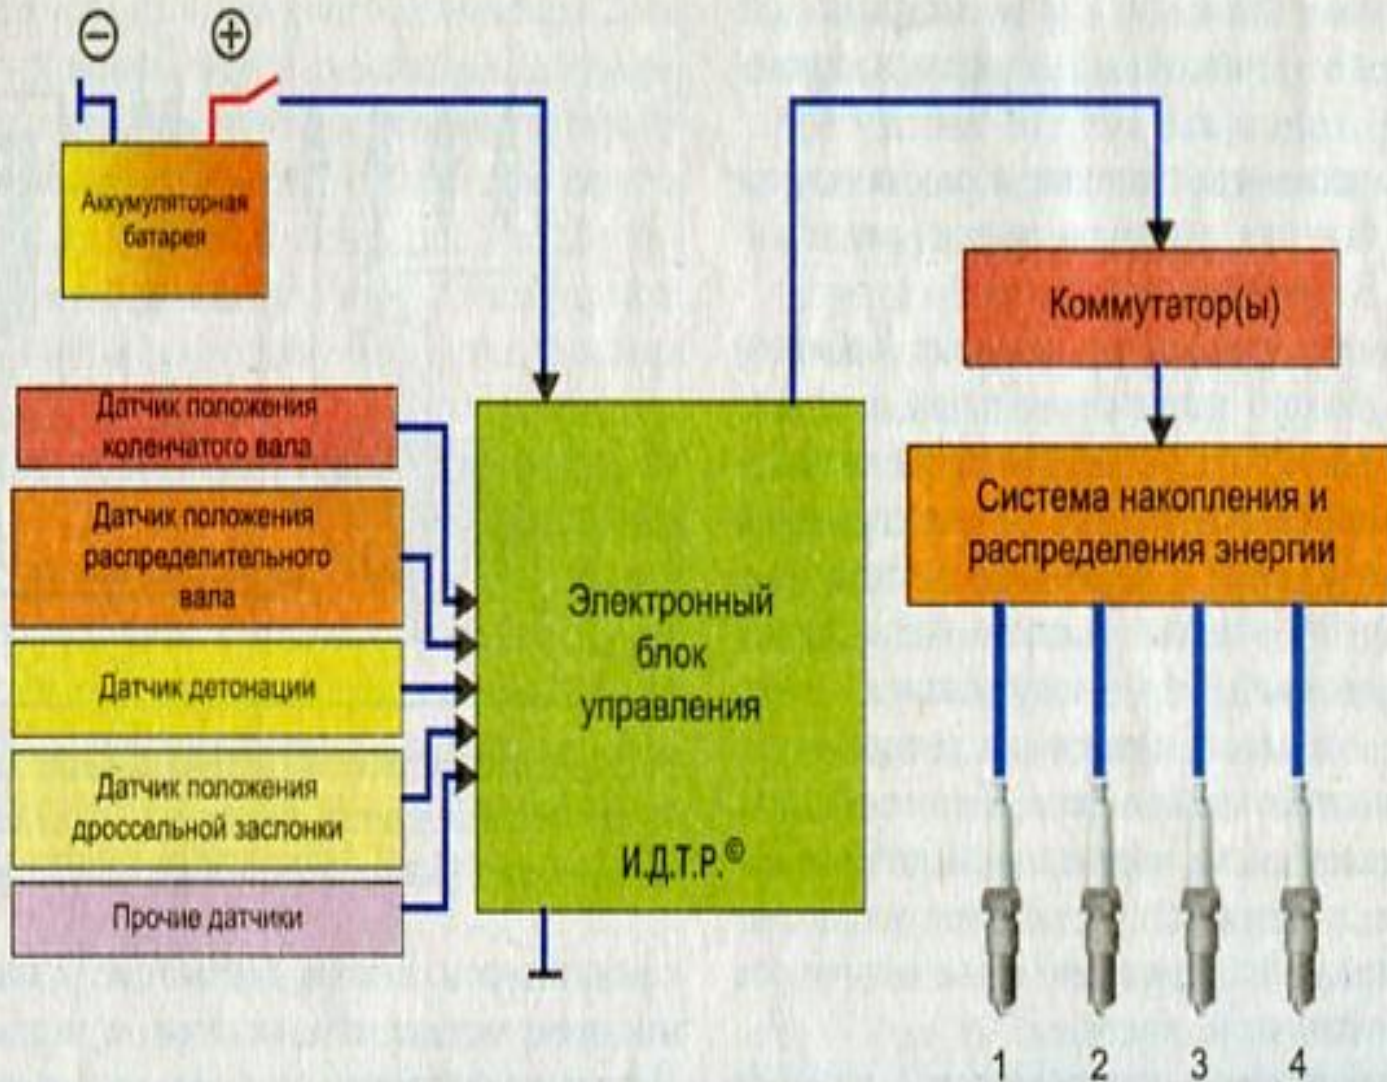 ⊖ ⊕
Аккумуляторная
батарея
Коммутатор(ы)
Датчик положения
коленчатого вала
Система накопления и
распределения энергии
Датчик положения
распределительного
вала
Электронный
блок
управления
Датчик детонации
Датчик положения
дроссельной заслонки
И.Д.Т.Р.©
Прочие датчики
1 2 3 4